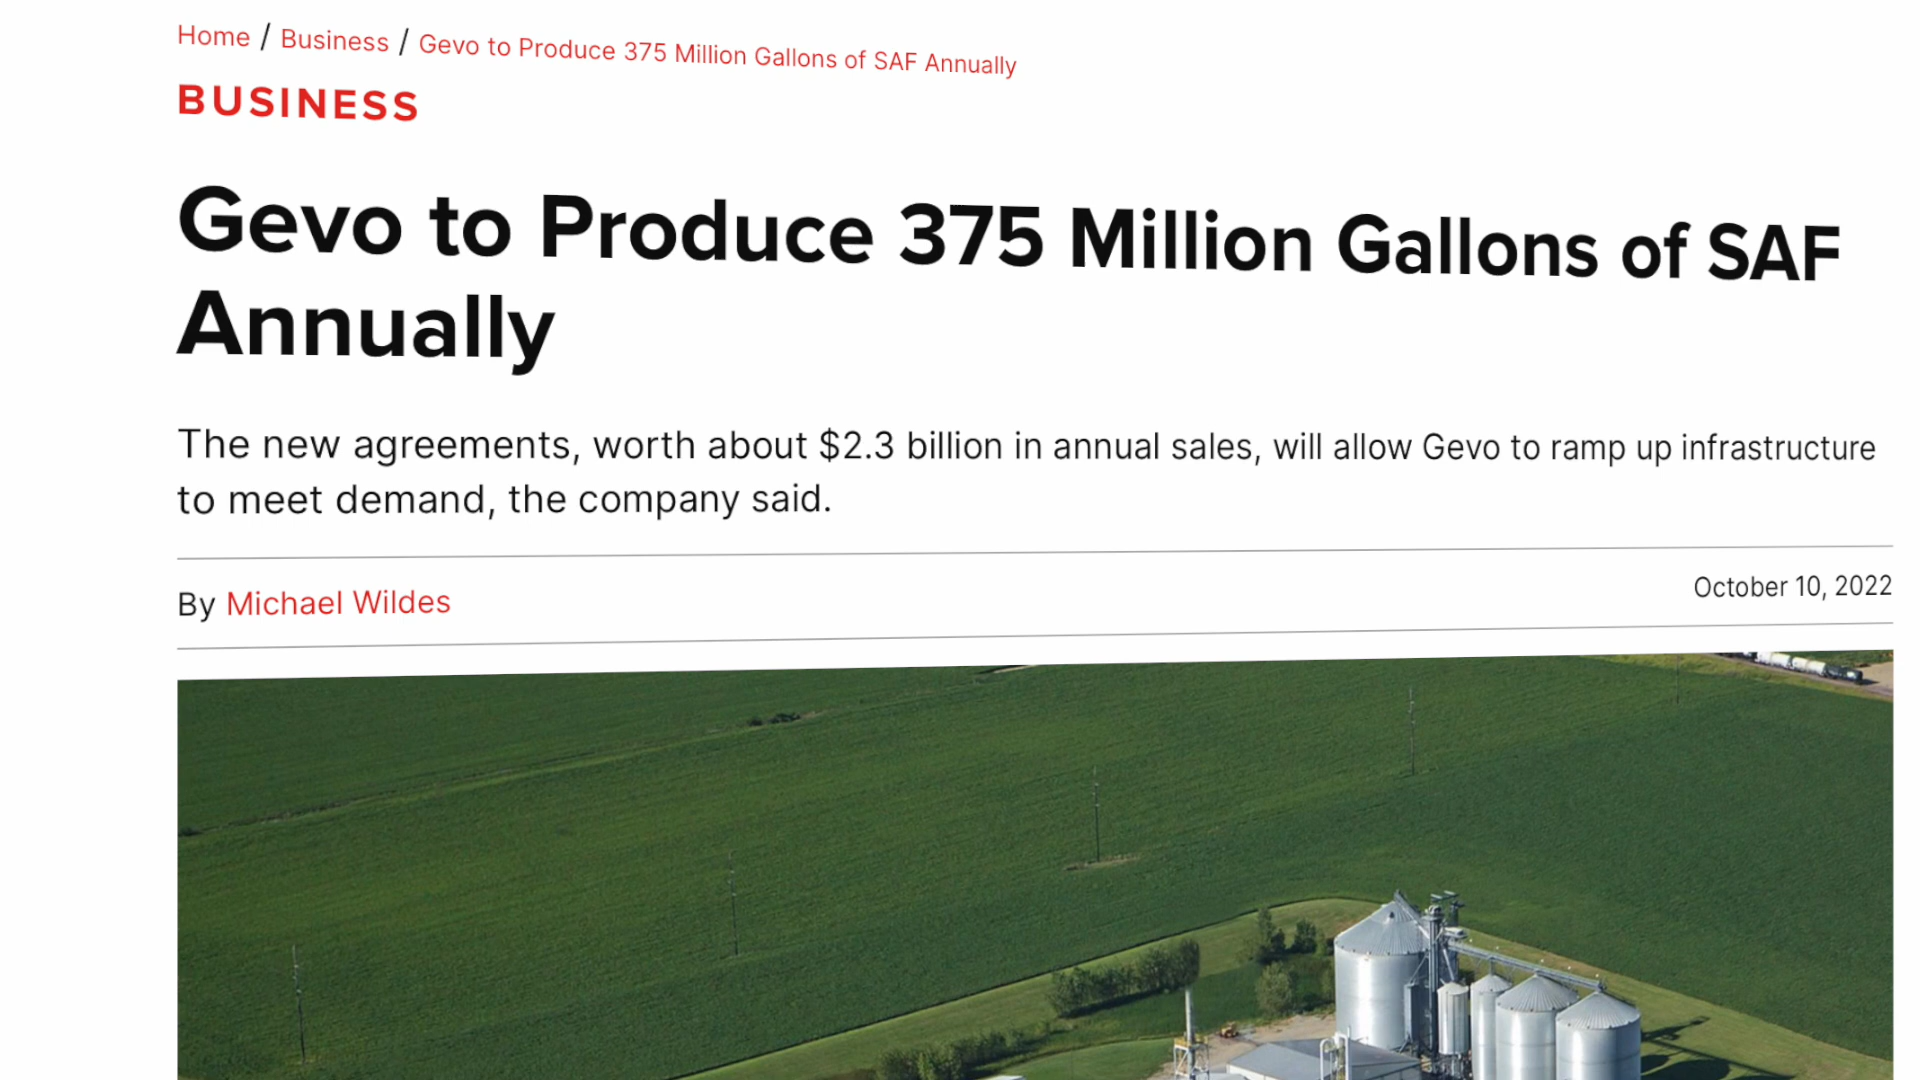 Home / Business / Gevo to Produce 375 Million Gallons of SAF Annually
BUSINESS
Gevo to Produce 375 Million Gallons of SAF
Annually
The new agreements, worth about $2.3 billion in annual sales, will allow Gevo to ramp up infrastructure
to meet demand, the company said.
By Michael Wildes
October 10, 2022